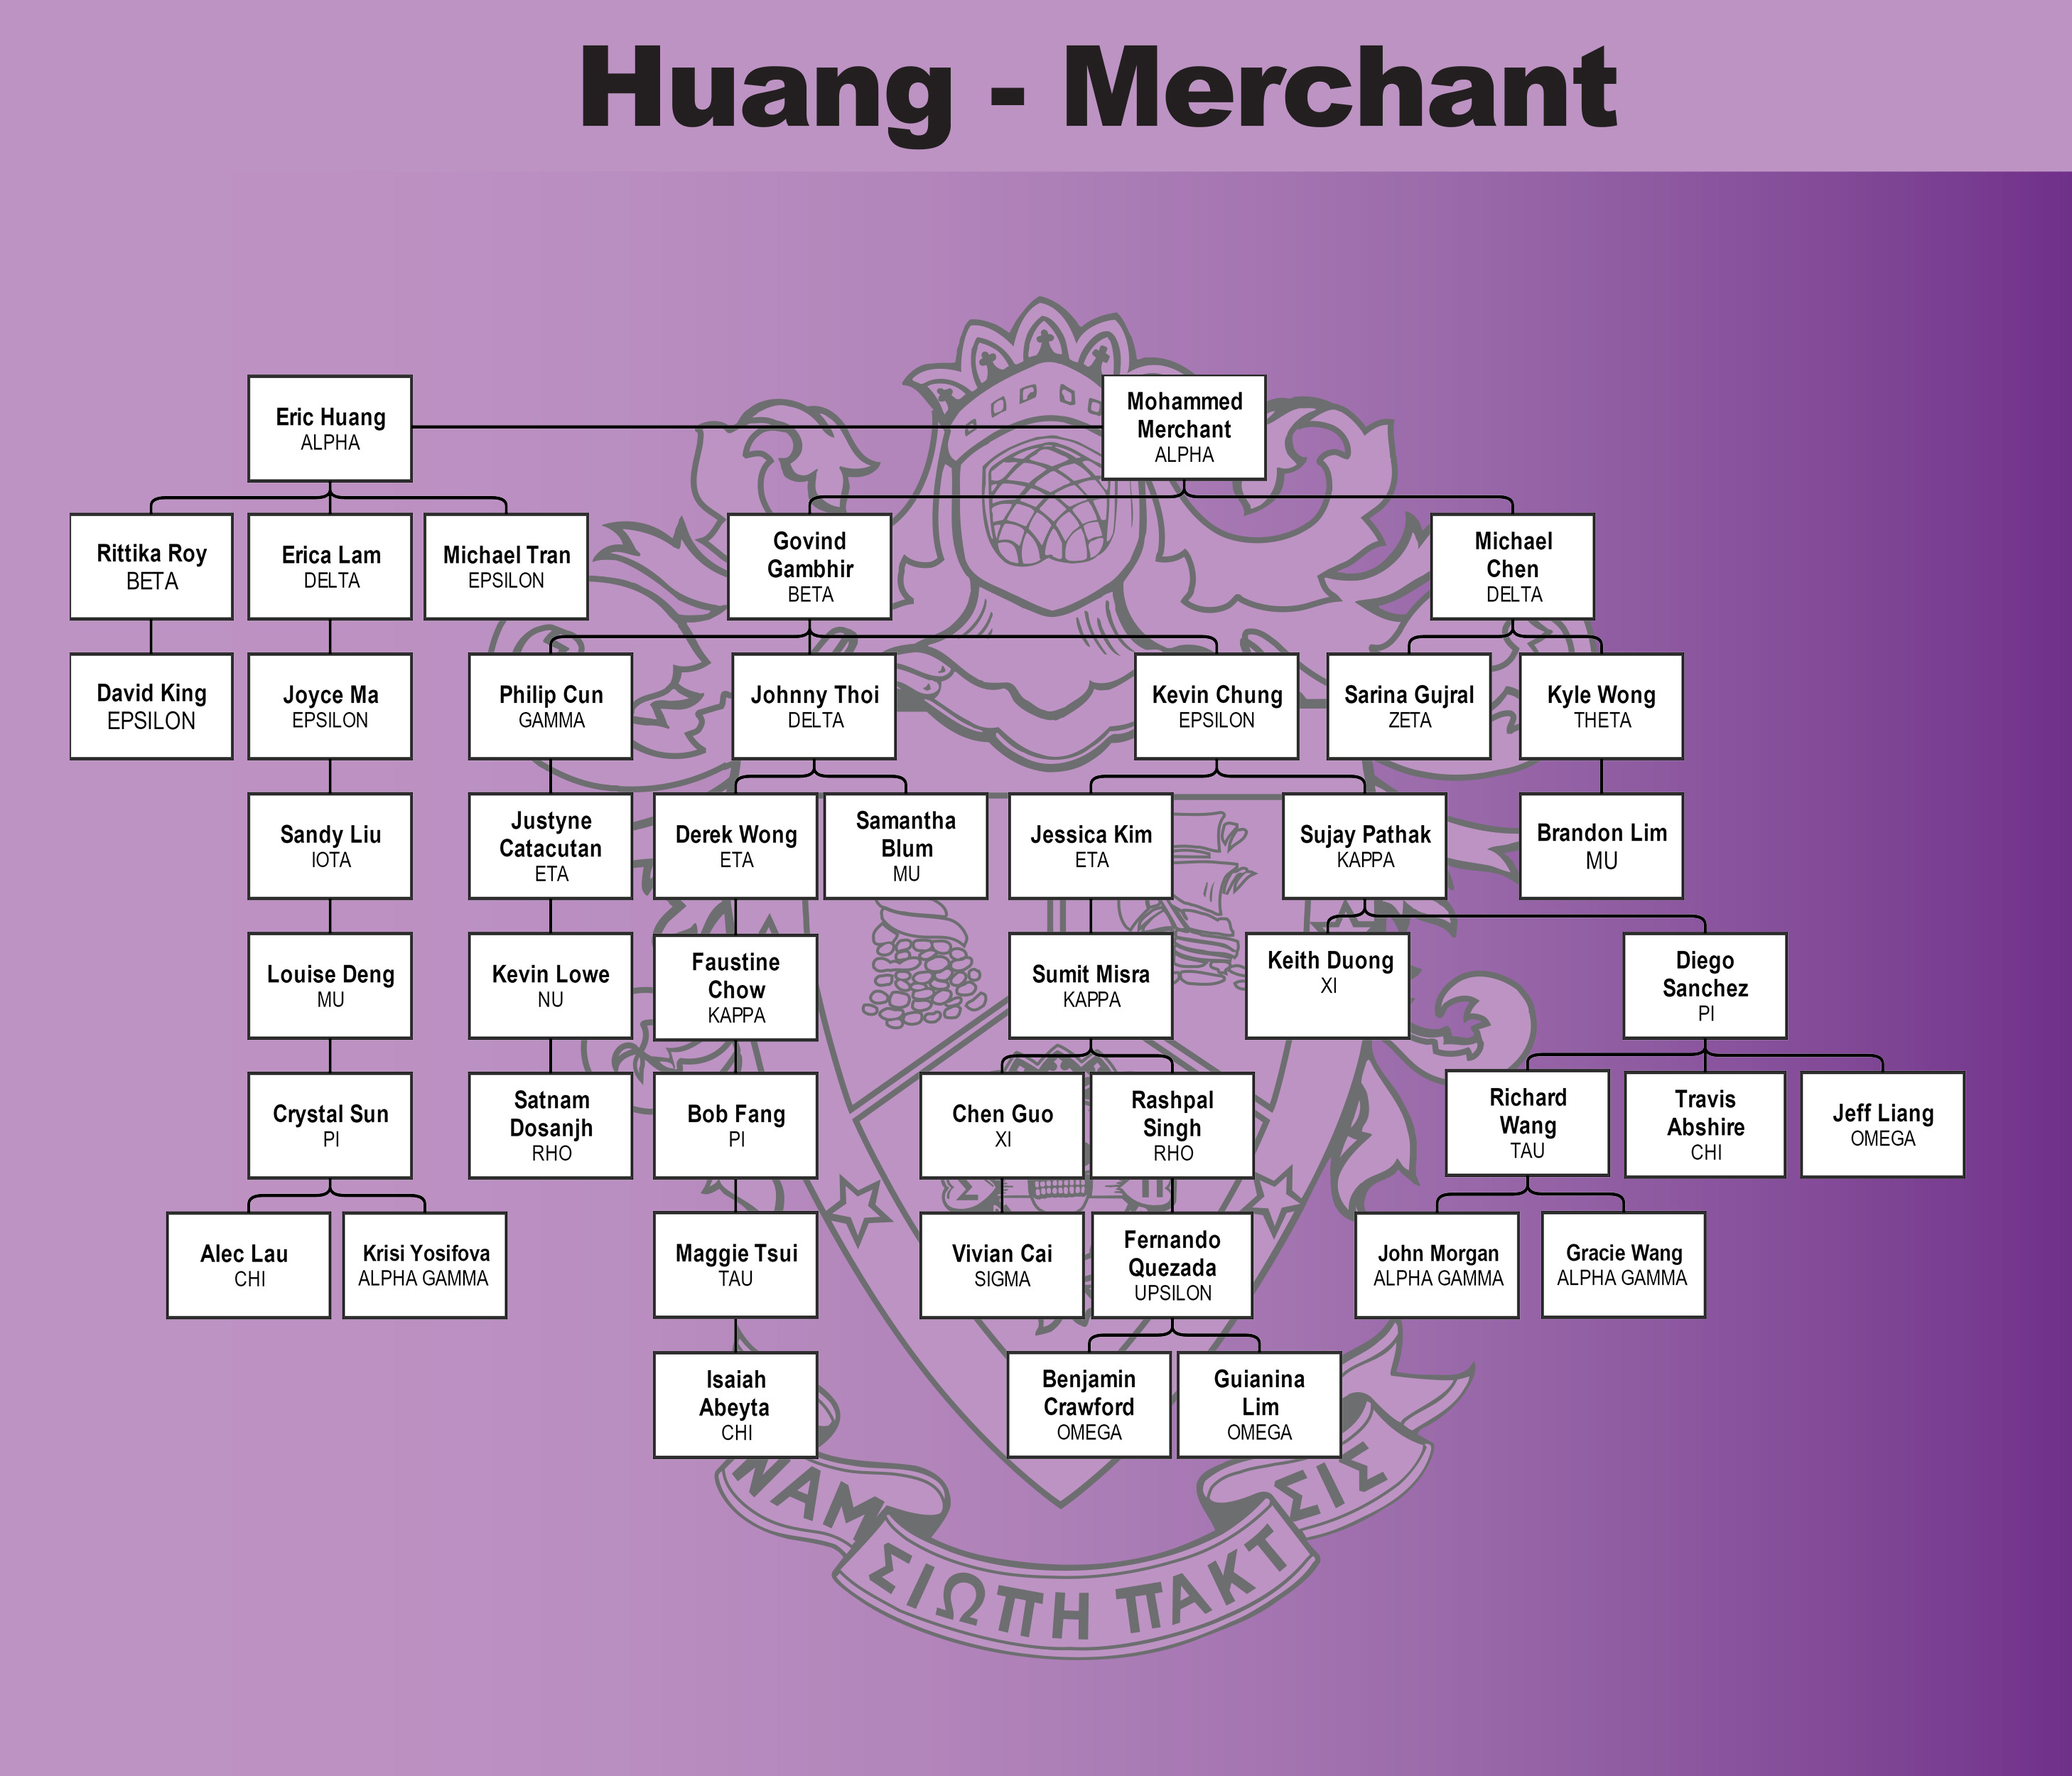 Huang - Merchant
Eric Huang
ALPHA
Mohammed
Merchant
ALPHA
Rittika Roy
BETA
Erica Lam
DELTA
Michael Tran
EPSILON
Govind
Gambhir
BETA
Michael
Chen
DELTA
David King
EPSILON
Joyce Ma
EPSILON
Philip Cun
GAMMA
Johnny Thoi
DELTA
Kevin Chung
EPSILON
Sarina Gujral
ZETA
Kyle Wong
THETA
Sandy Liu
IOTA
Justyne
Catacutan
ETA
Derek Wong
ETA
Samantha
Blum
MU
Jessica Kim
ETA
Sujay Pathak
KAPPA
Brandon Lim
MU
Louise Deng
MU
Kevin Lowe
NU
Faustine
Chow
KAPPA
Sumit Misra
KAPPA
Keith Duong
XI
Diego
Sanchez
PI
Crystal Sun
PI
Satnam
Dosanjh
RHO
Bob Fang
PI
Chen Guo
XI
Rashpal
Singh
RHO
Richard
Wang
TAU
Travis
Abshire
CHI
Jeff Liang
OMEGA
Alec Lau
CHI
Krisi Yosifova
ALPHA GAMMA
Maggie Tsui
TAU
Vivian Cai
SIGMA
Fernando
Quezada
UPSILON
John Morgan
ALPHA GAMMA
Gracie Wang
ALPHA GAMMA
Isaiah
Abeyta
CHI
Benjamin
Crawford
OMEGA
Guianina
Lim
OMEGA
ΝΑΜ ΣΙΩΠΗ ΠΑΚΤ ΣΙΣ